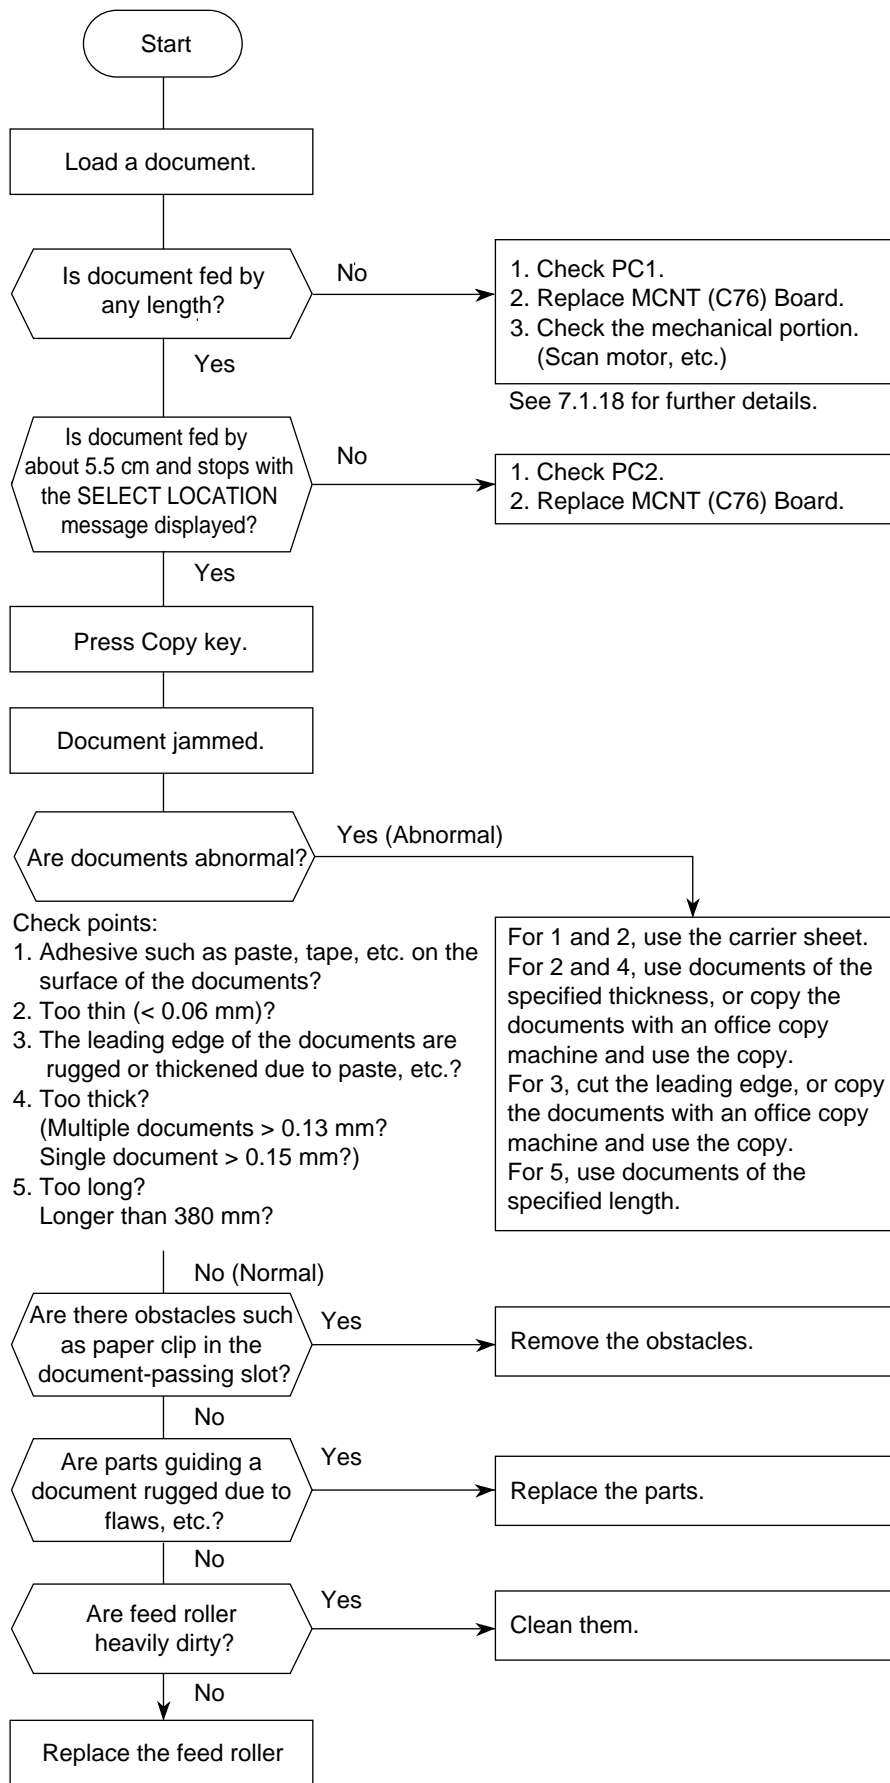 Start
Load a document.
Is document fed by
any length?
No
1. Check PC1.
2. Replace MCNT (C76) Board.
3. Check the mechanical portion.
(Scan motor, etc.)
See 7.1.18 for further details.
Yes
Is document fed by
about 5.5 cm and stops with
the SELECT LOCATION
message displayed?
No
1. Check PC2.
2. Replace MCNT (C76) Board.
Yes
Press Copy key.
Document jammed.
Are documents abnormal?
Yes (Abnormal)
Check points:
1. Adhesive such as paste, tape, etc. on the
surface of the documents?
2. Too thin (< 0.06 mm)?
3. The leading edge of the documents are
rugged or thickened due to paste, etc.?
4. Too thick?
(Multiple documents > 0.13 mm?
Single document > 0.15 mm?)
5. Too long?
Longer than 380 mm?
For 1 and 2, use the carrier sheet.
For 2 and 4, use documents of the
specified thickness, or copy the
documents with an office copy
machine and use the copy.
For 3, cut the leading edge, or copy
the documents with an office copy
machine and use the copy.
For 5, use documents of the
specified length.
No (Normal)
Are there obstacles such
as paper clip in the
document-passing slot?
Yes
Remove the obstacles.
No
Are parts guiding a
document rugged due to
flaws, etc.?
Yes
Replace the parts.
No
Are feed roller
heavily dirty?
Yes
Clean them.
No
Replace the feed roller